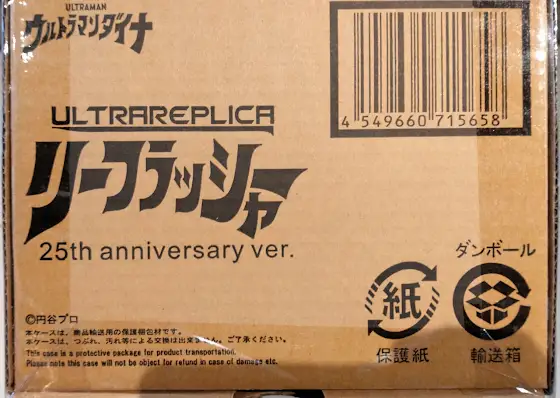 ULTRAMAN
ウルトラマンダイナ
4 549660 715658
ULTRAREPLICA
リーフラッシャー
25th anniversary ver.
ダンボール
紙
保護紙
輸送箱
©円谷プロ
本ケースは、商品輸送用の保護梱包材です。
本ケースは、つぶれ、汚れ等による交換は出来ません。ご了承ください。
This case is a protective package for product transportation.
Please note this case will not be object for refund in case of damage etc.